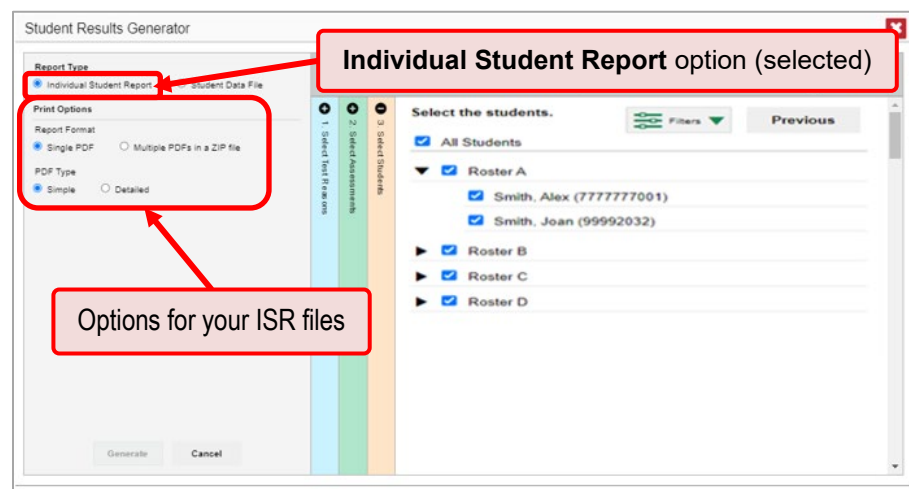 Student Results Generator
Individual Student Report option (selected)
Report Type
Individual Student Report Student Data File
Print Options
Report Format
Single PDF Multiple PDFs in a ZIP file
PDF Type
Simple Detailed
1. Select Test Reasons
2. Select Assessments
3. Select Students
Select the students.
Filters
Previous
All Students
Roster A
Smith, Alex (7777777001)
Smith, Joan (99992032)
Roster B
Roster C
Roster D
Options for your ISR files
Generate Cancel